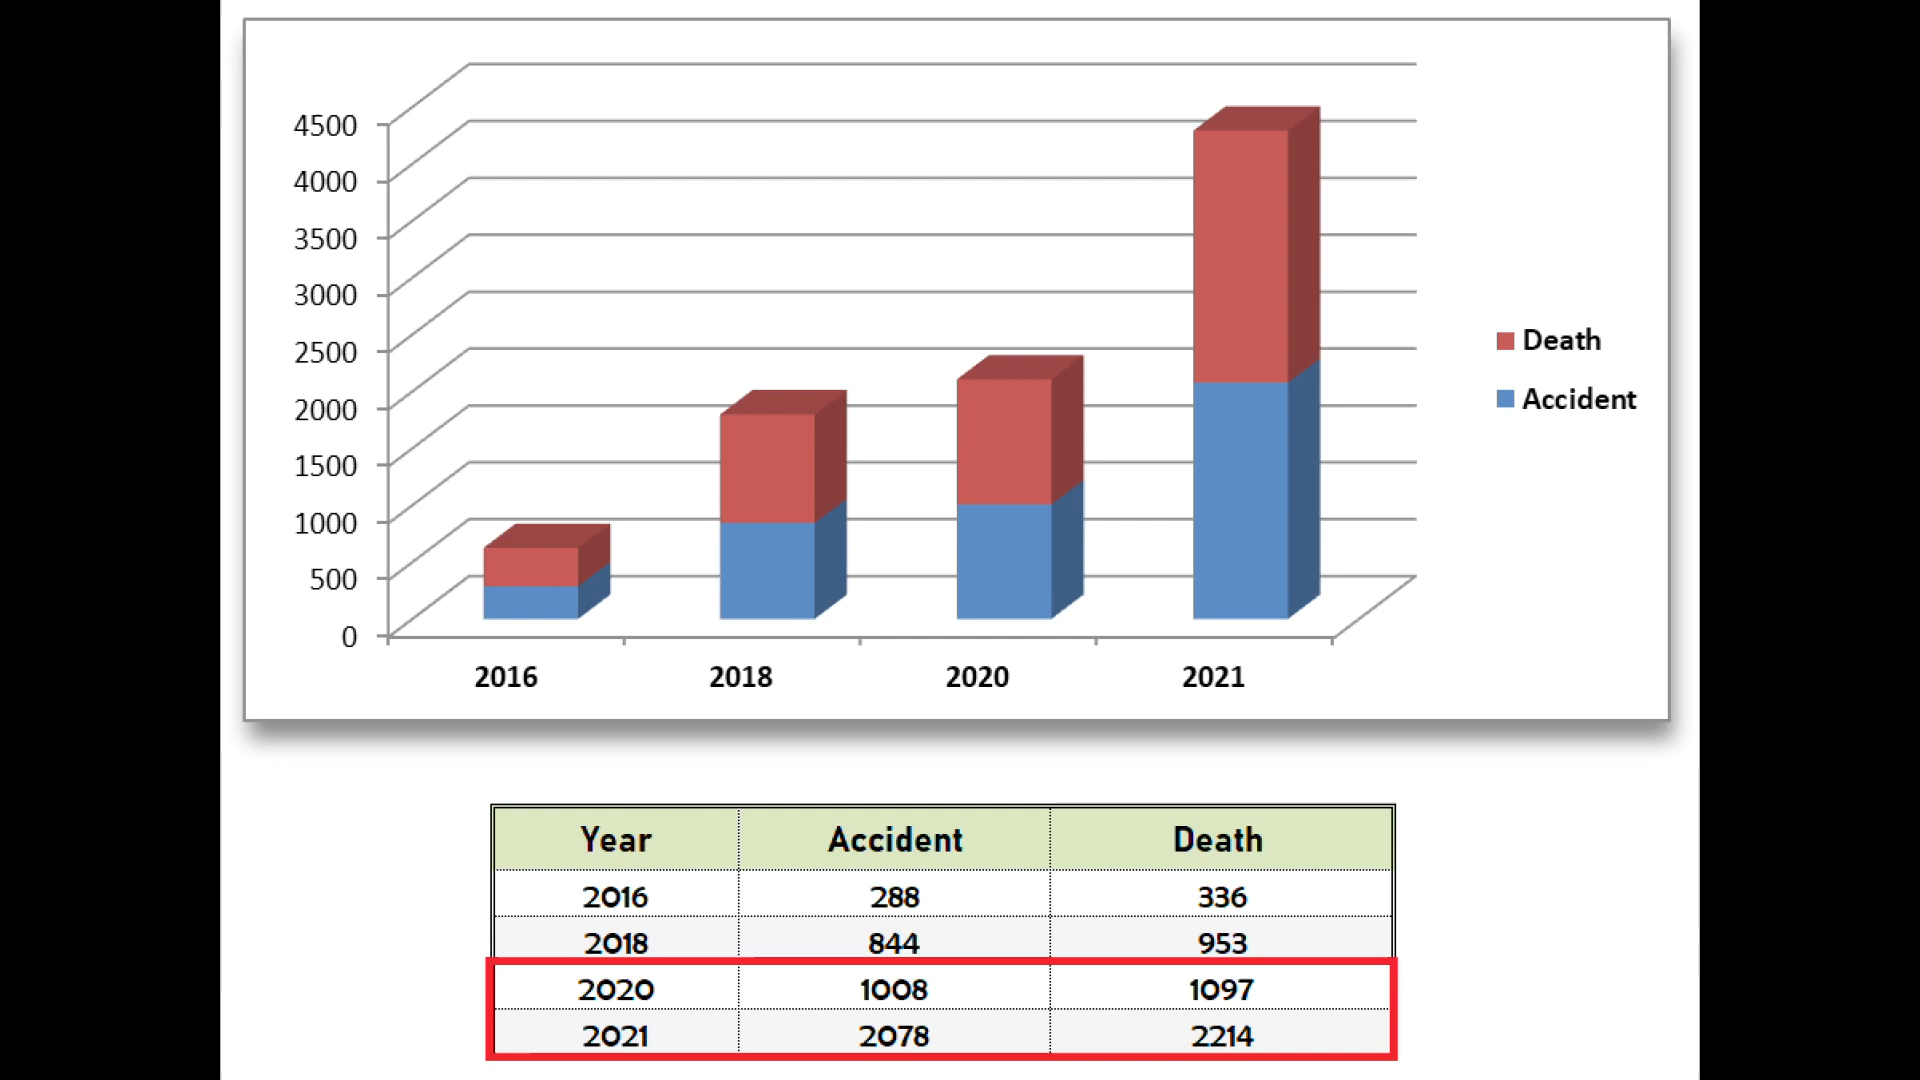 4500
4000
3500
3000
2500
2000
1500
1000
500
0
2016 2018 2020 2021
Death
Accident
Year Accident Death
2016 288 336
2018 844 953
2020 1008 1097
2021 2078 2214